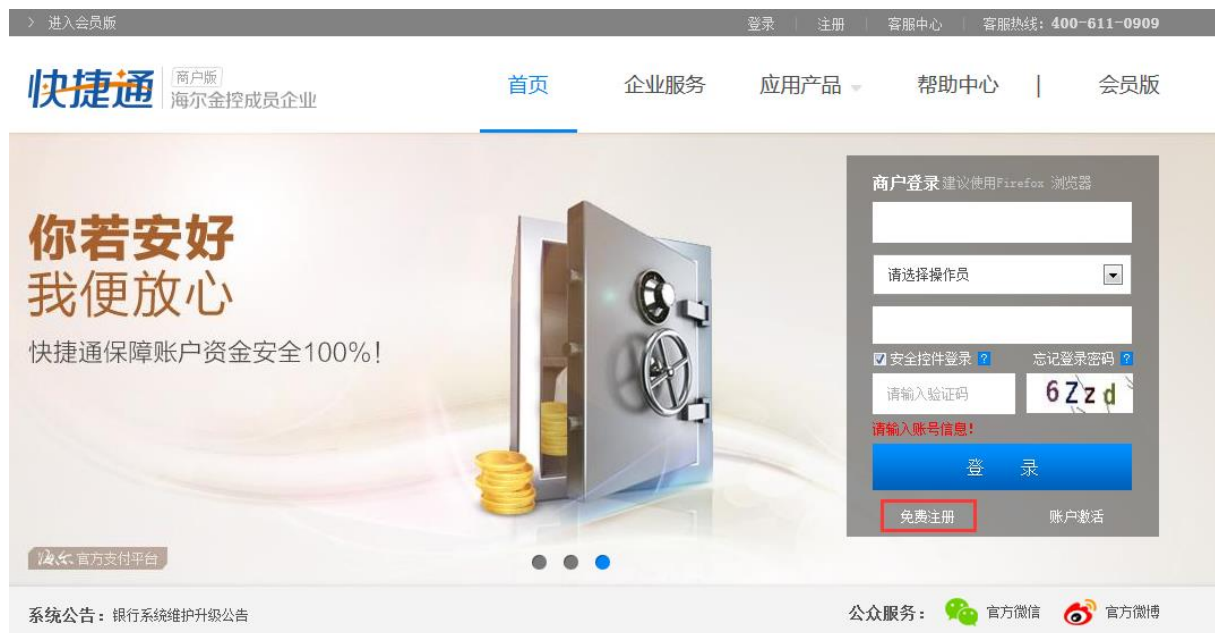 > 进入会员版
登录 | 注册 | 客服中心 | 客服热线：400-611-0909
快捷通 商户版 海尔金控成员企业
首页 企业服务 应用产品 帮助中心 | 会员版
你若安好
我便放心
快捷通保障账户资金安全100%！
海尔官方支付平台
商户登录 建议使用Firefox 浏览器
请选择操作员
安全控件登录 ? 忘记登录密码 ?
请输入验证码 6Zzd
请输入账号信息！
登 录
免费注册 账户激活
系统公告：银行系统维护升级公告
公众服务： 官方微信 官方微博